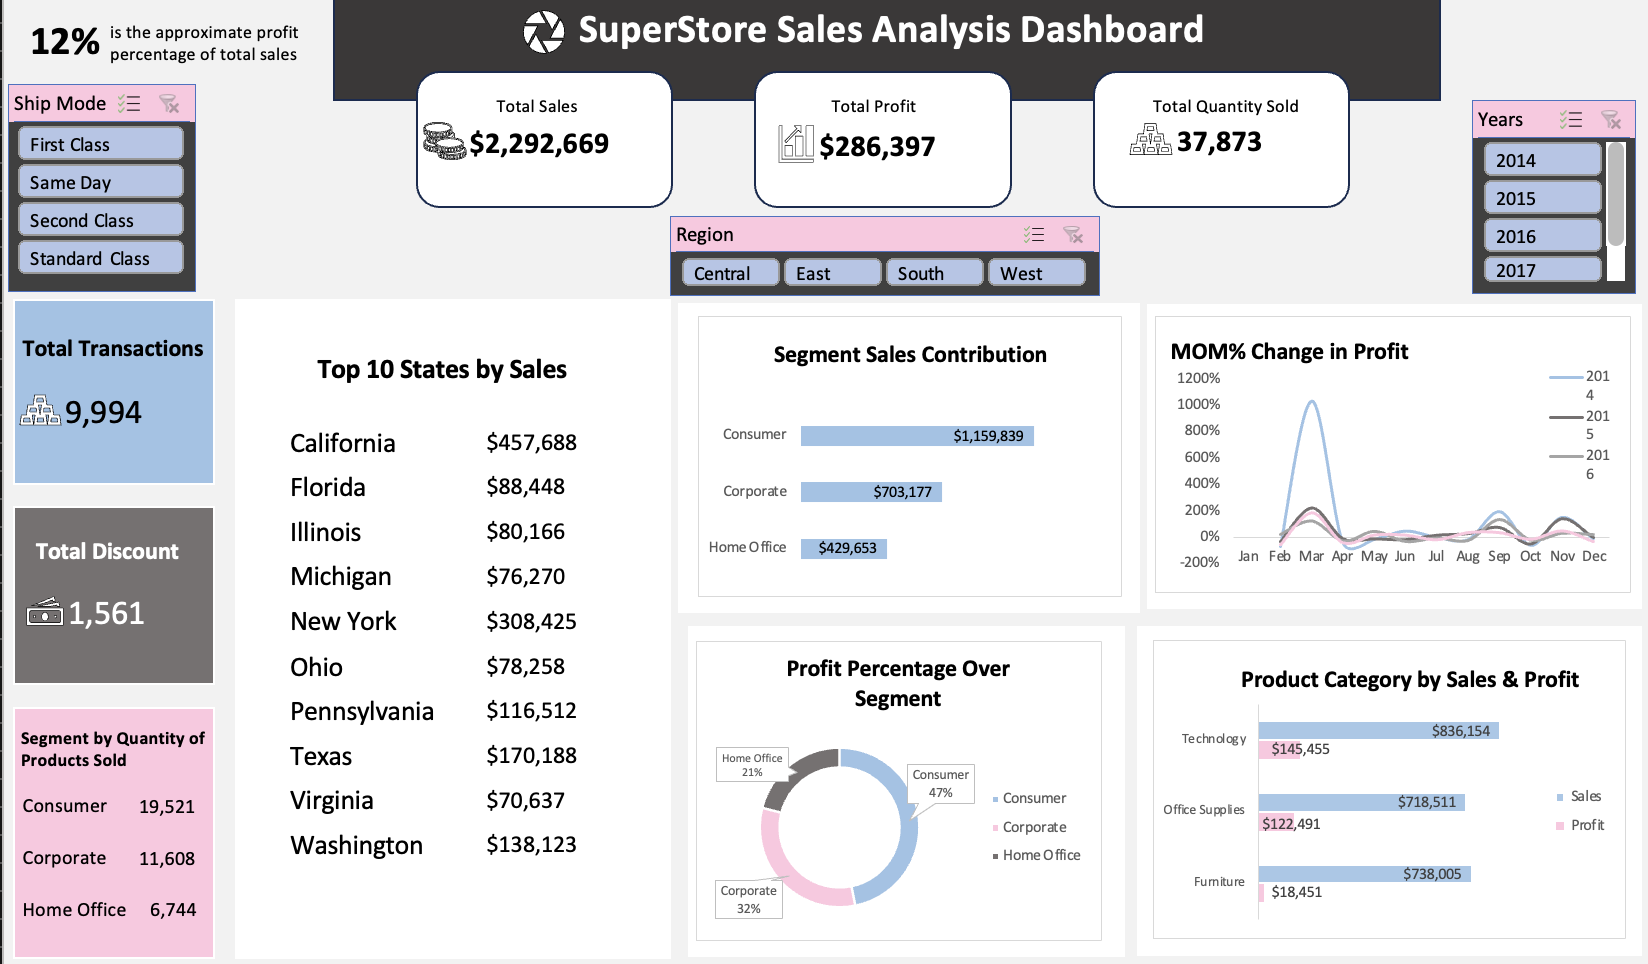 12% is the approximate profit
percentage of total sales
SuperStore Sales Analysis Dashboard
Total Sales
$2,292,669
Total Profit
$286,397
Total Quantity Sold
37,873
Ship Mode
First Class
Same Day
Second Class
Standard Class
Years
2014
2015
2016
2017
Region
Central
East
South
West
Total Transactions
9,994
Total Discount
1,561
Segment by Quantity of
Products Sold
Consumer 19,521
Corporate 11,608
Home Office 6,744
Top 10 States by Sales
California $457,688
Florida $88,448
Illinois $80,166
Michigan $76,270
New York $308,425
Ohio $78,258
Pennsylvania $116,512
Texas $170,188
Virginia $70,637
Washington $138,123
Segment Sales Contribution
Consumer $1,159,839
Corporate $703,177
Home Office $429,653
MOM% Change in Profit
1200%
1000%
800%
600%
400%
200%
0%
-200%
Jan Feb Mar Apr May Jun Jul Aug Sep Oct Nov Dec
201
4
201
5
201
6
Profit Percentage Over
Segment
Home Office
21%
Consumer
47%
Corporate
32%
Consumer
Corporate
Home Office
Product Category by Sales & Profit
Technology
$836,154
$145,455
Office Supplies
$718,511
$122,491
Furniture
$738,005
$18,451
Sales
Profit